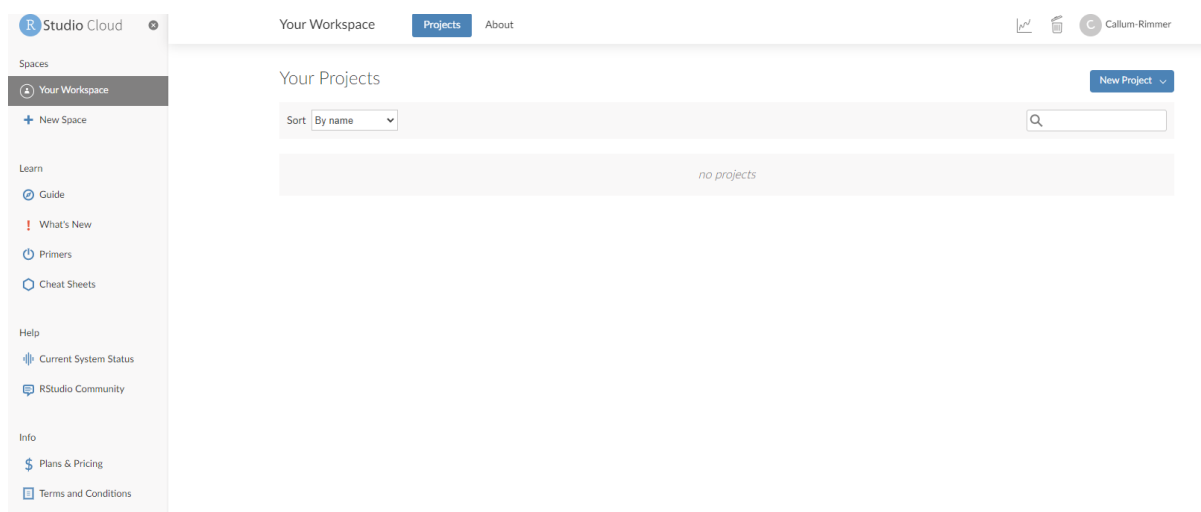 R Studio Cloud
Your Workspace
Projects
About
C
Callum-Rimmer
Spaces
Your Workspace
New Space
Learn
Guide
What's New
Primers
Cheat Sheets
Help
Current System Status
RStudio Community
Info
Plans & Pricing
Terms and Conditions
Your Projects
New Project
Sort
By name
no projects